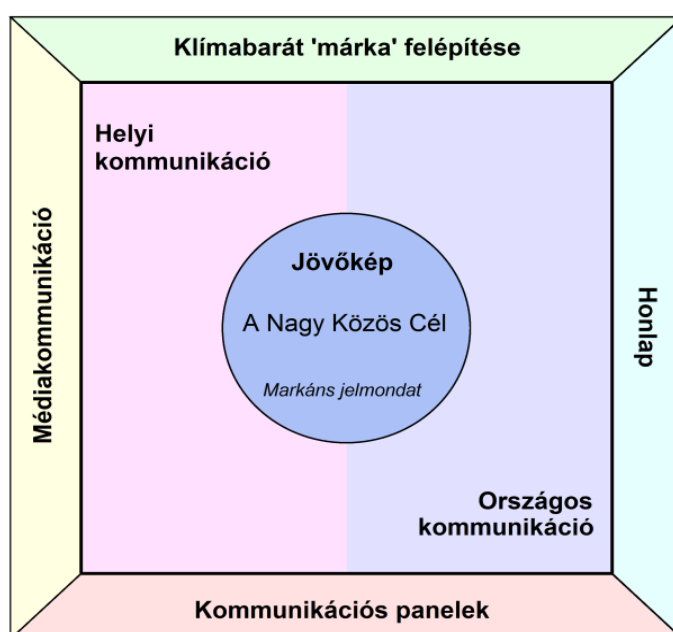 Klímabarát 'márka' felépítése
Helyi
kommunikáció
Médiakommunikáció
Jövőkép
A Nagy Közös Cél
Markáns jelmondat
Honlap
Országos
kommunikáció
Kommunikációs panelek